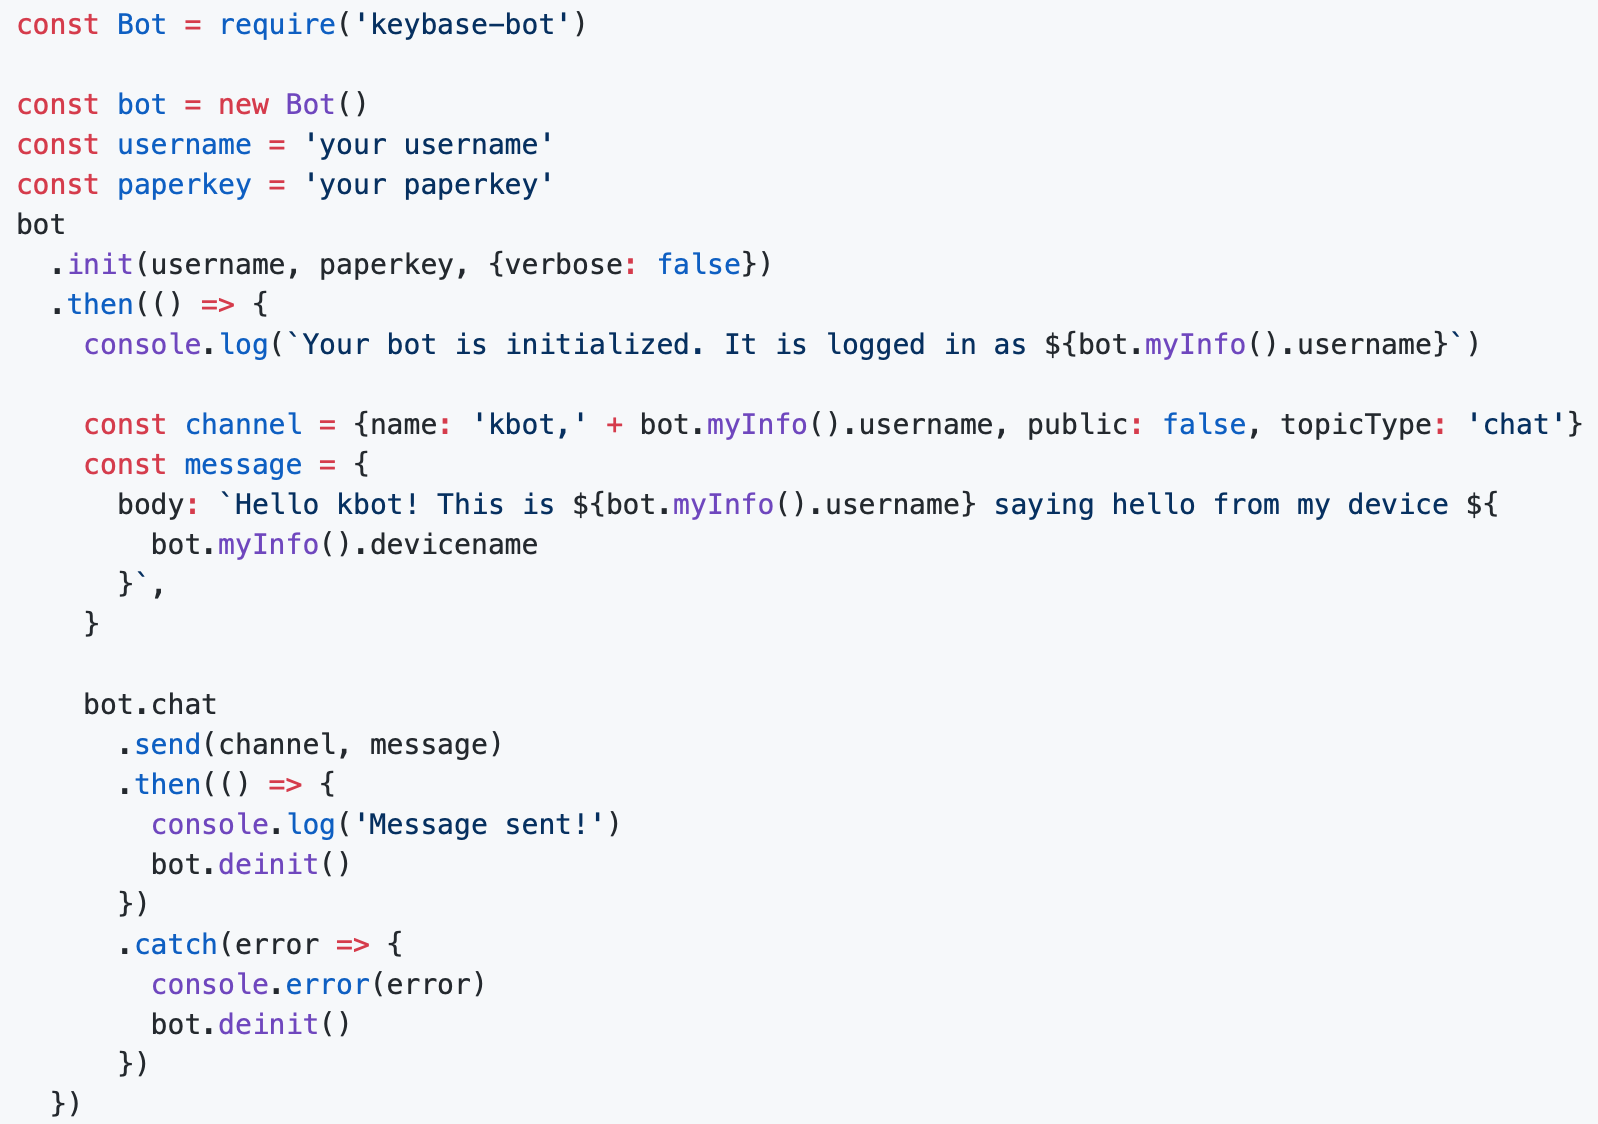 const Bot = require('keybase-bot')

const bot = new Bot()
const username = 'your username'
const paperkey = 'your paperkey'
bot
  .init(username, paperkey, {verbose: false})
  .then(() => {
    console.log(`Your bot is initialized. It is logged in as ${bot.myInfo().username}`)

    const channel = {name: 'kbot,' + bot.myInfo().username, public: false, topicType: 'chat'}
    const message = {
      body: `Hello kbot! This is ${bot.myInfo().username} saying hello from my device ${
        bot.myInfo().devicename
      }`,
    }

    bot.chat
      .send(channel, message)
      .then(() => {
        console.log('Message sent!')
        bot.deinit()
      })
      .catch(error => {
        console.error(error)
        bot.deinit()
      })
  })